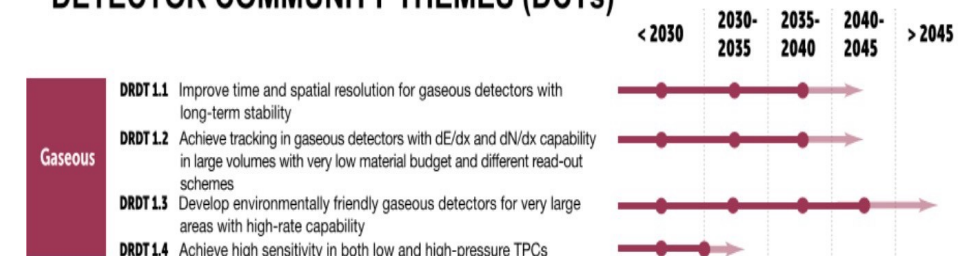 DETECTOR COMMUNITY THEMES (DCTs)
< 2030
2030-
2035
2035-
2040
2040-
2045
> 2045
Gaseous
DRDT 1.1 Improve time and spatial resolution for gaseous detectors with
long-term stability
DRDT 1.2 Achieve tracking in gaseous detectors with dE/dx and dN/dx capability
in large volumes with very low material budget and different read-out
schemes
DRDT 1.3 Develop environmentally friendly gaseous detectors for very large
areas with high-rate capability
DRDT 1.4 Achieve high sensitivity in both low and high-pressure TPCs